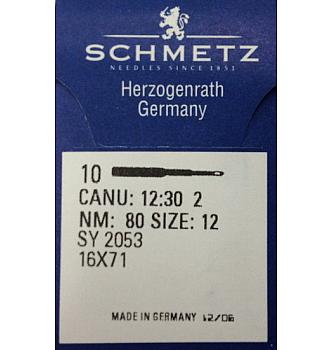 SCHMETZ
NEEDLES SINCE 1851
Herzogenrath
Germany
10
CANU: 12:30 2
NM: 80 SIZE: 12
SY 2053
16X71
MADE IN GERMANY 12/06